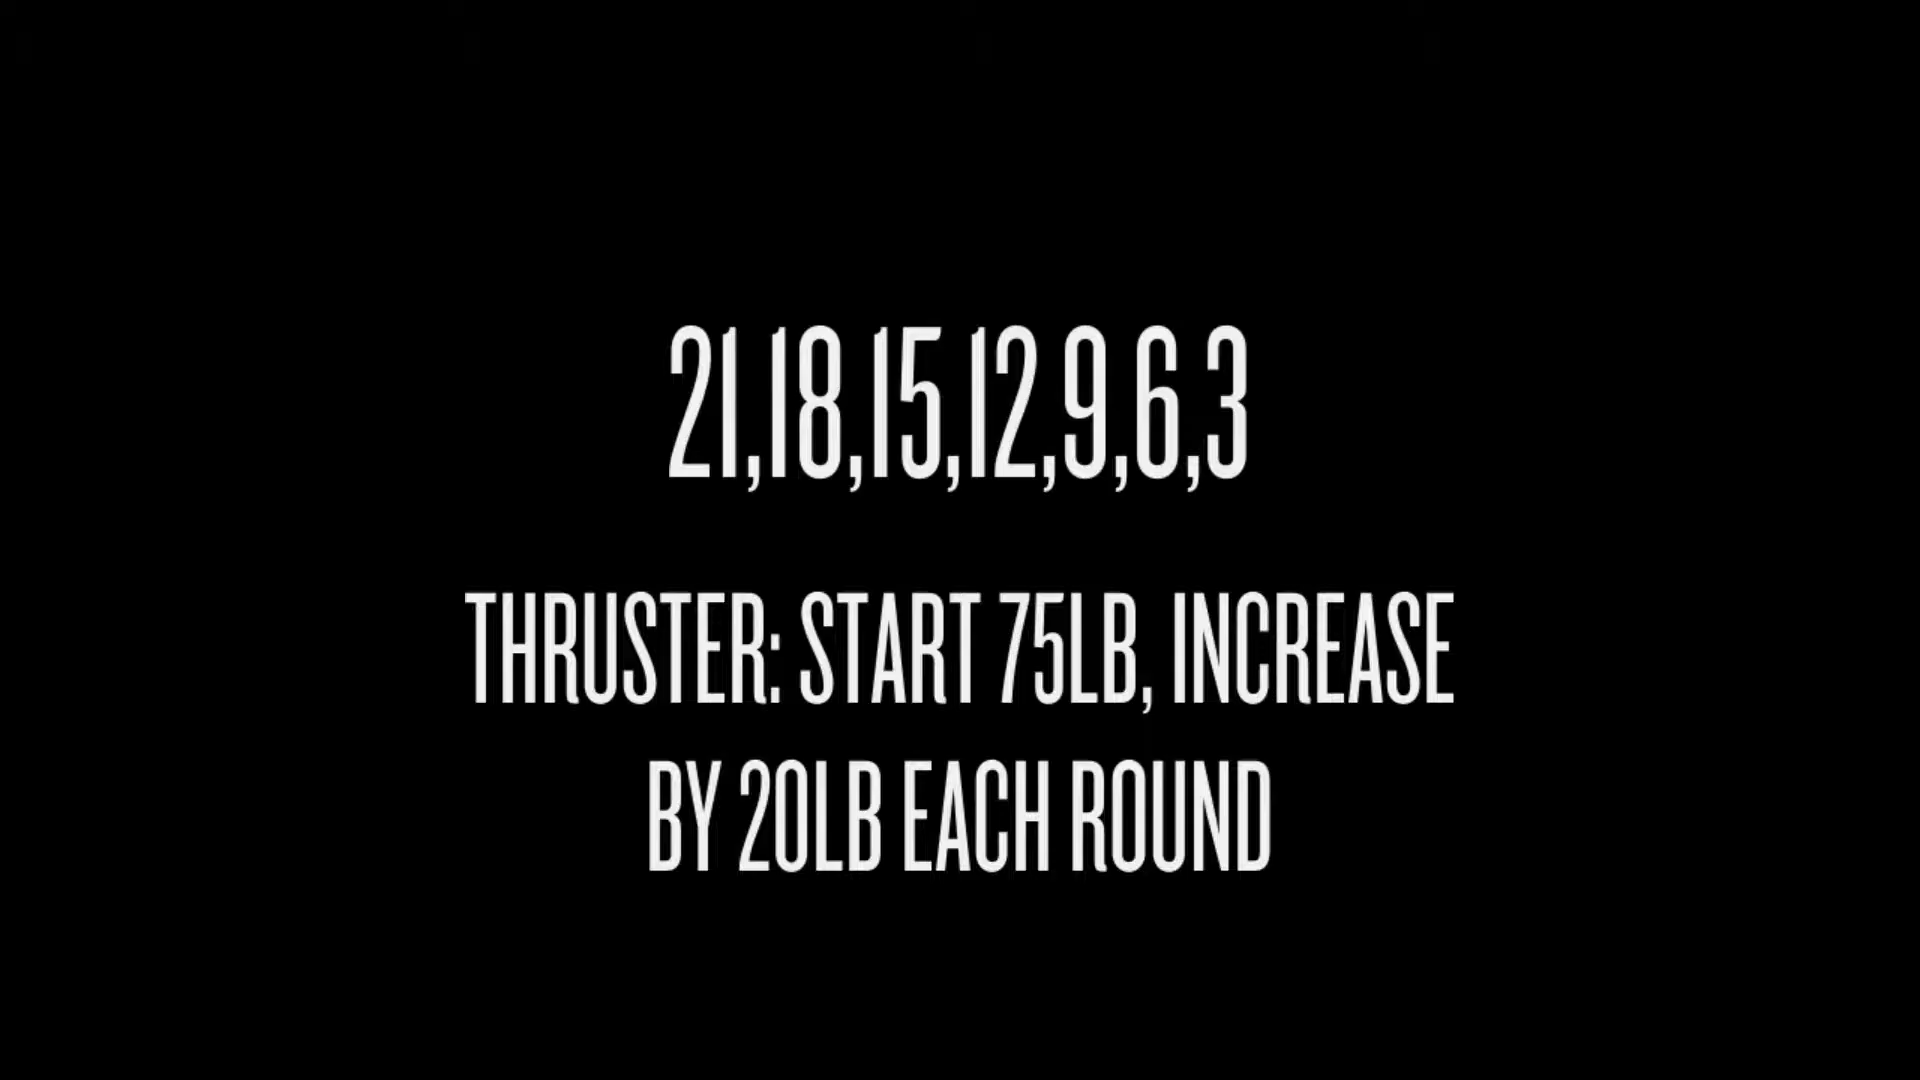 21,18,15,12,9,6,3
THRUSTER: START 75LB, INCREASE
BY 20LB EACH ROUND